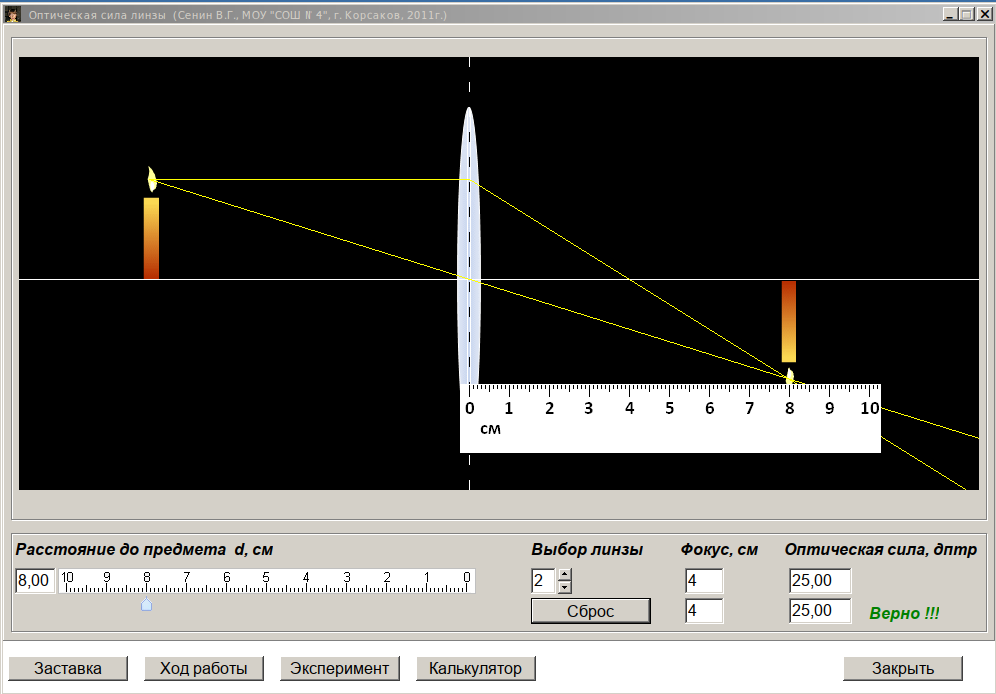 Оптическая сила линзы (Сенин В.Г., МОУ "СОШ № 4", г. Корсаков, 2011г.)
0 1 2 3 4 5 6 7 8 9 10
см
Расстояние до предмета d, см
Выбор линзы
Фокус, см
Оптическая сила, дптр
8,00
10 9 8 7 6 5 4 3 2 1 0
2
4
25,00
Сброс
4
25,00
Верно !!!
Заставка
Ход работы
Эксперимент
Калькулятор
Закрыть